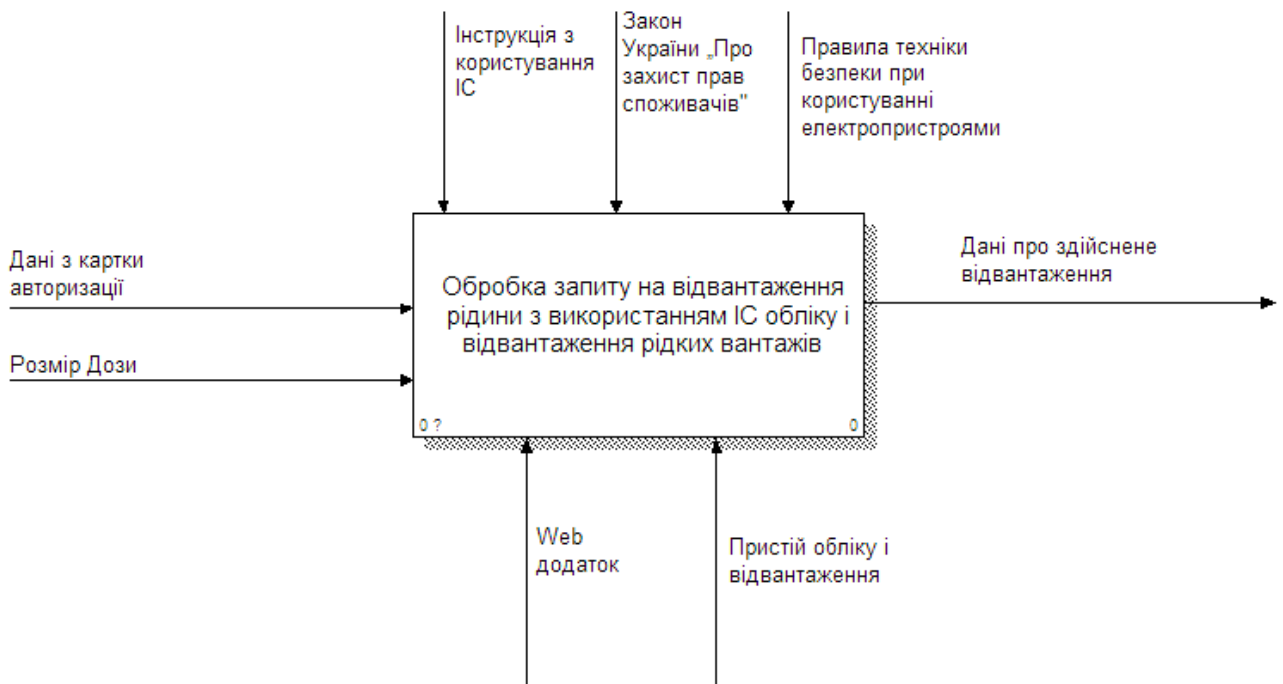 Інструкція з
користування
ІС
Закон
України „Про
захист прав
споживачів"
Правила техніки
безпеки при
користуванні
електропристроями
Дані з картки
авторизації
Розмір Дози
Обробка запиту на відвантаження
рідини з використанням ІС обліку і
відвантаження рідких вантажів
0 ?
0
Дані про здійснене
відвантаження
Web
додаток
Пристій обліку і
відвантаження